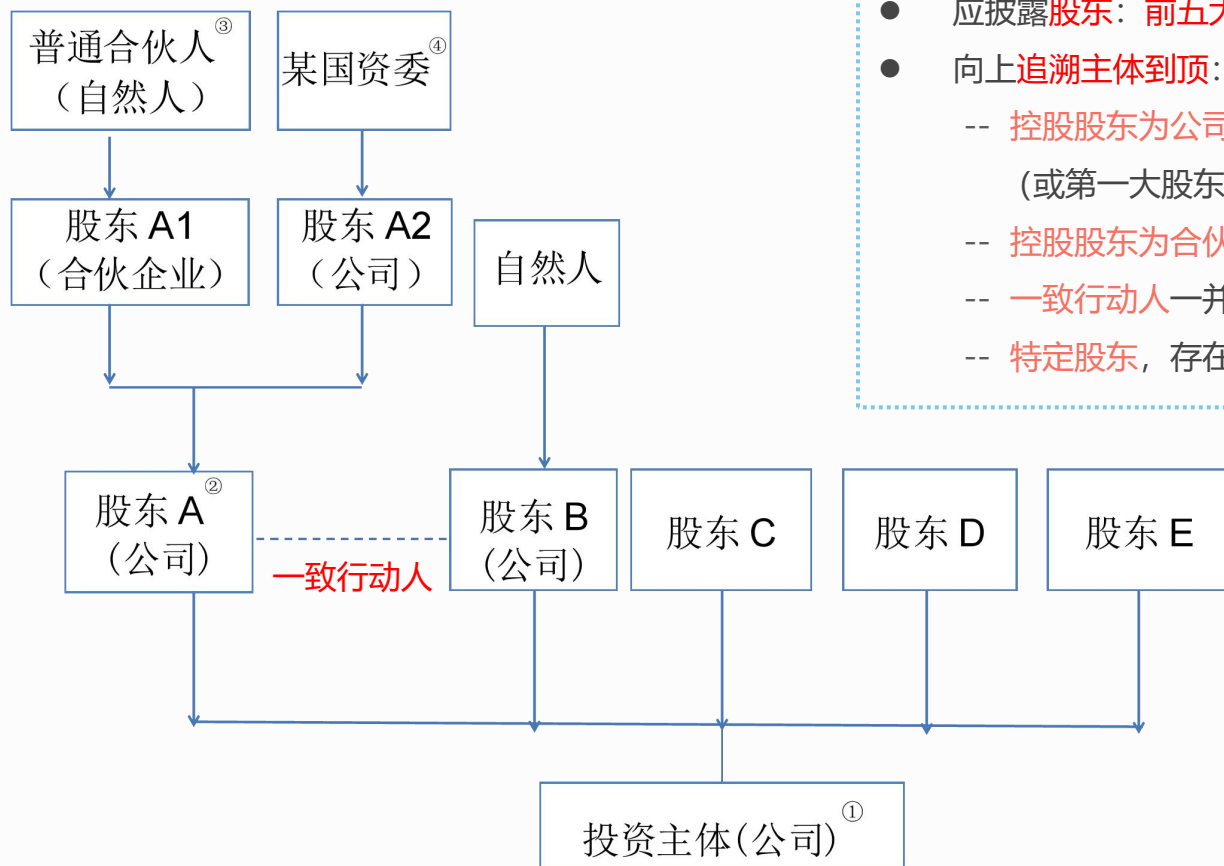 普通合伙人③
（自然人）
某国资委④
股东 A1
（合伙企业）
股东 A2
（公司）
自然人
股东 A②
(公司)
一致行动人
股东 B
(公司)
股东 C
股东 D
股东 E
投资主体(公司)①
● 应披露股东：前五大
● 向上追溯主体到顶：
-- 控股股东为公司
（或第一大股东
-- 控股股东为合伙
-- 一致行动人一并
-- 特定股东，存在